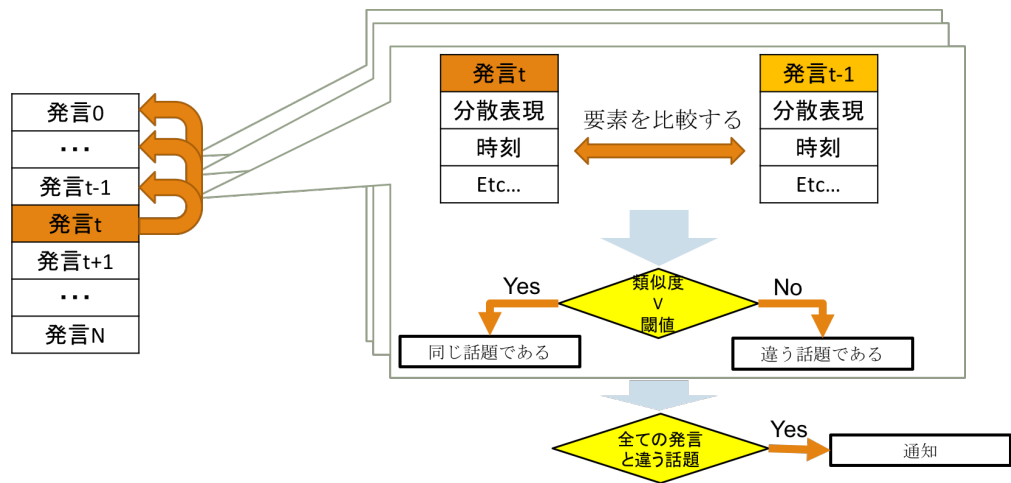 発言0
・・・
発言t-1
発言t
発言t+1
・・・
発言N
発言t
分散表現
時刻
Etc...
要素を比較する
発言t-1
分散表現
時刻
Etc...
類似度
∨
閾値
Yes
No
同じ話題である
違う話題である
全ての発言
と違う話題
Yes
通知